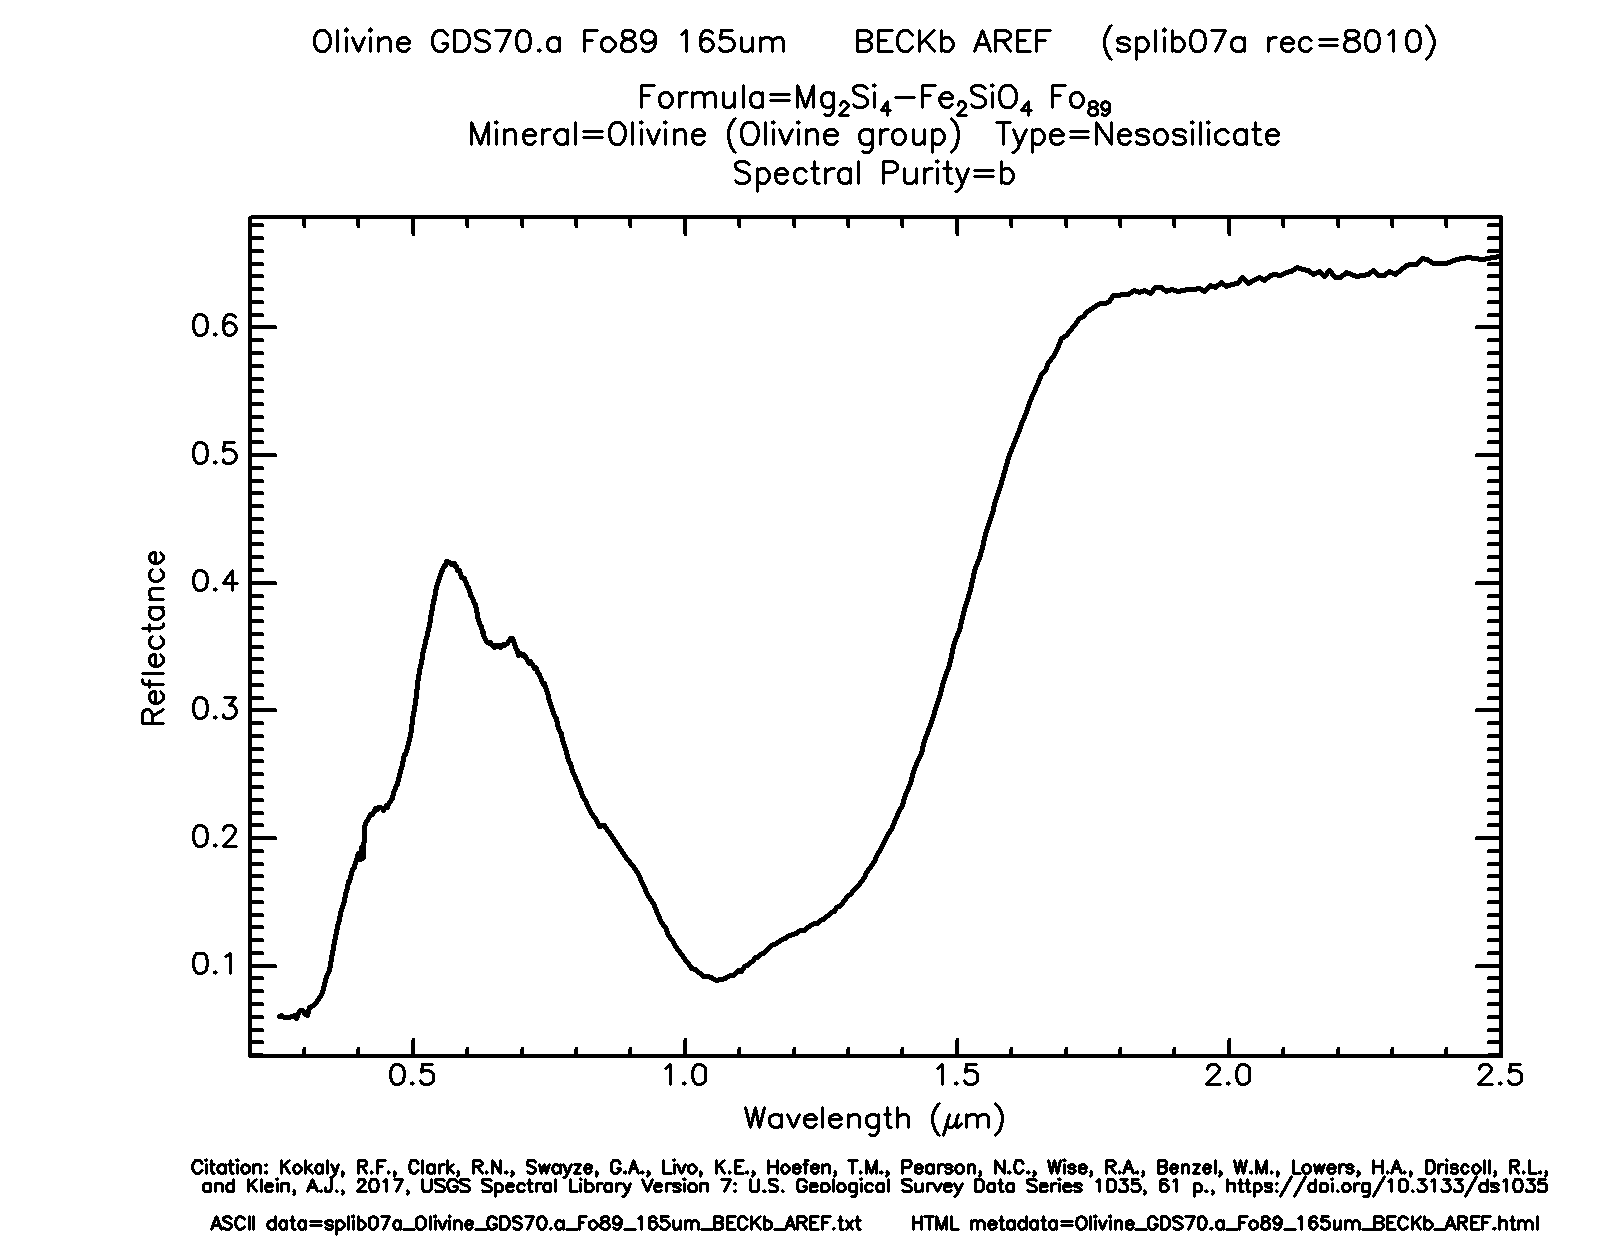 Olivine GDS70.a Fo89 165um BECKb AREF (splib07a rec=8010)
Formula=Mg₂Si₄−Fe₂SiO₄ Fo₈₉
Mineral=Olivine (Olivine group) Type=Nesosilicate
Spectral Purity=b
0.6
0.5
0.4
0.3
0.2
0.1
Reflectance
0.5 1.0 1.5 2.0 2.5
Wavelength (μm)
Citation: Kokaly, R.F., Clark, R.N., Swayze, G.A., Livo, K.E., Hoefen, T.M., Pearson, N.C., Wise, R.A., Benzel, W.M., Lowers, H.A., Driscoll, R.L.,
and Klein, A.J., 2017, USGS Spectral Library Version 7: U.S. Geological Survey Data Series 1035, 61 p., https://doi.org/10.3133/ds1035
ASCII data=splib07a_Olivine_GDS70.a_Fo89_165um_BECKb_AREF.txt HTML metadata=Olivine_GDS70.a_Fo89_165um_BECKb_AREF.html